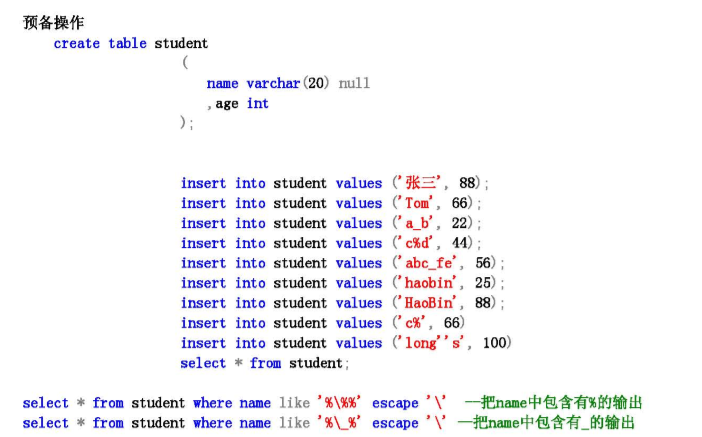 预备操作
create table student
(
name varchar(20) null
,age int
);
insert into student values ('张三', 88);
insert into student values ('Tom', 66);
insert into student values ('a_b', 22);
insert into student values ('c%d', 44);
insert into student values ('abc_fe', 56);
insert into student values ('haobin', 25);
insert into student values ('HaoBin', 88);
insert into student values ('c%', 66)
insert into student values ('long''s', 100)
select * from student;
select * from student where name like '%\%%' escape '\' --把name中包含有%的输出
select * from student where name like '%\_%' escape '\' --把name中包含有_的输出